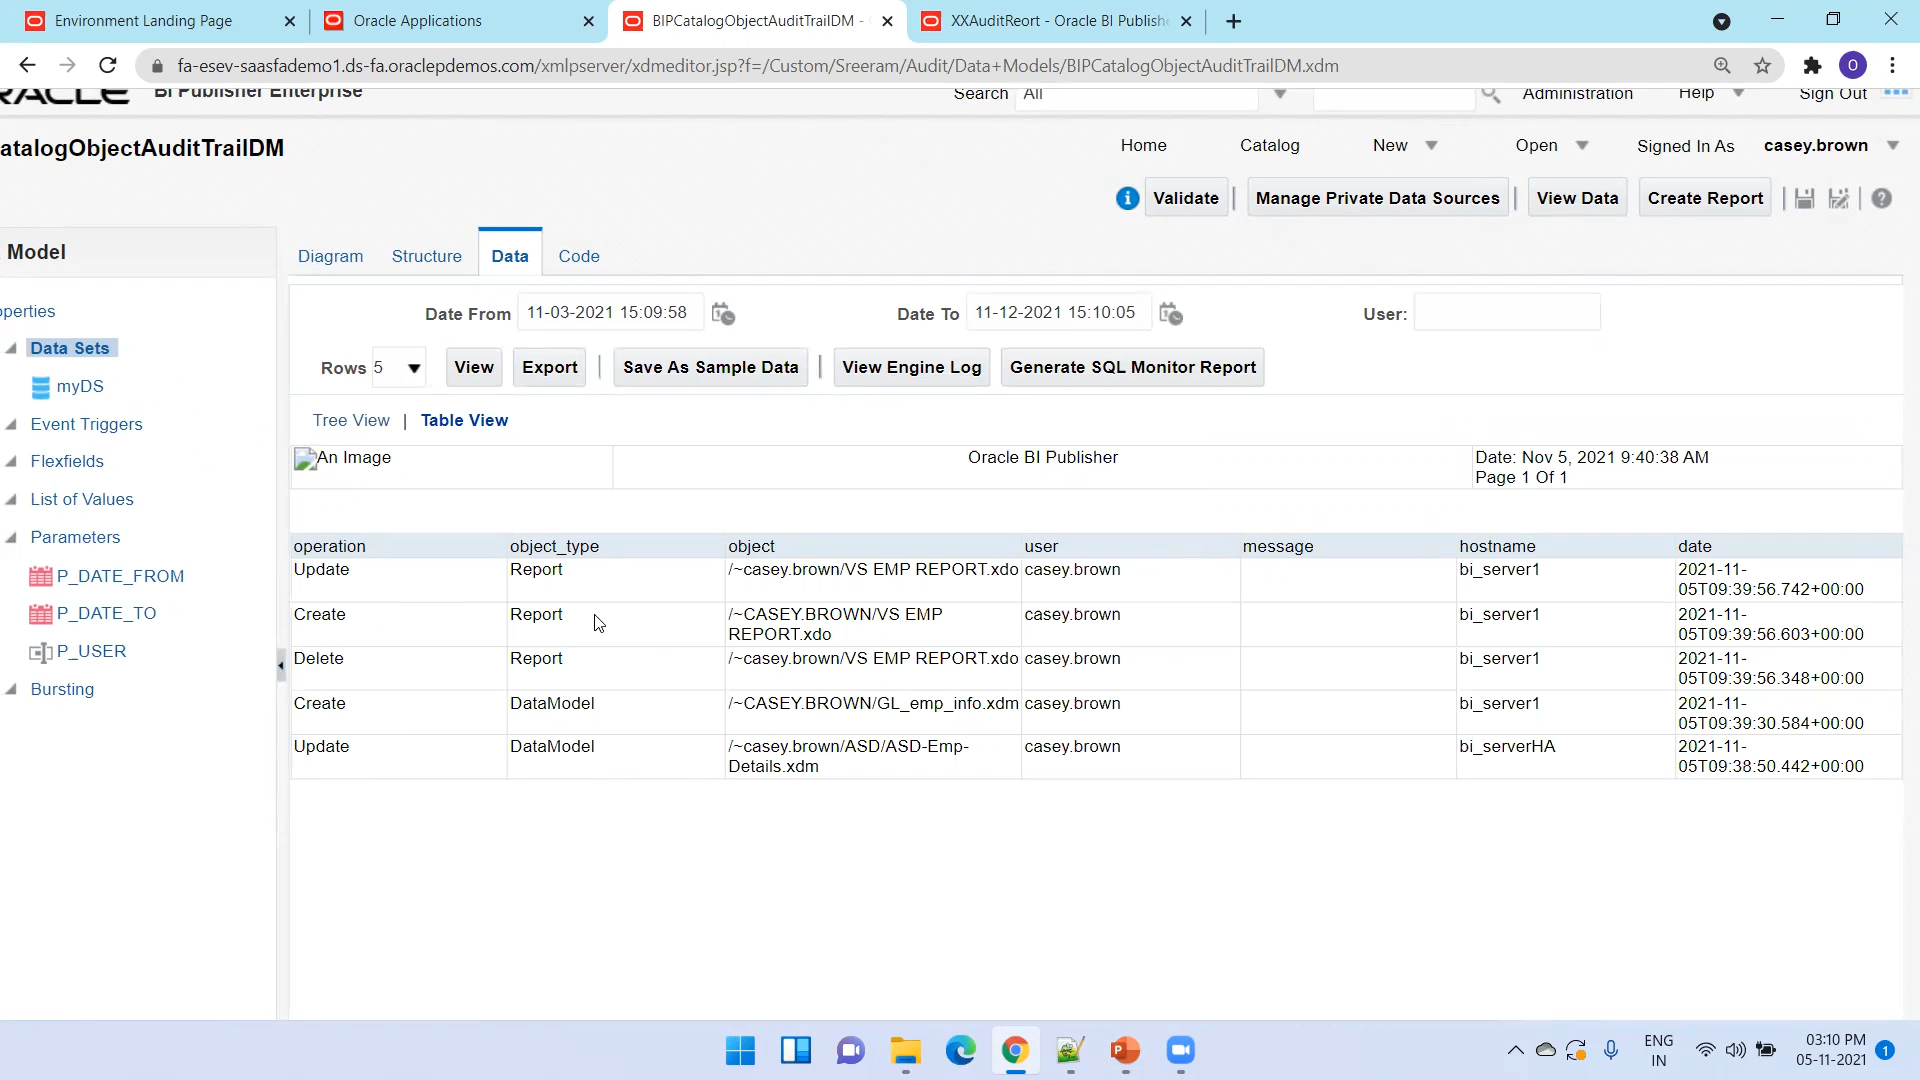 Environment Landing Page
Oracle Applications
BIPCatalogObjectAuditTrailDM -
XXAuditReort - Oracle BI Publishe
fa-esev-saasfademo1.ds-fa.oraclepdemos.com/xmlpserver/xdmeditor.jsp?f=/Custom/Sreeram/Audit/Data+Models/BIPCatalogObjectAuditTrailDM.xdm
O
RACLE BI Publisher Enterprise
Search All Administration Help Sign Out
atalogObjectAuditTrailDM
Home Catalog New Open Signed In As casey.brown
Validate Manage Private Data Sources View Data Create Report
Model
Diagram Structure Data Code
operties
Data Sets
myDS
Event Triggers
Flexfields
List of Values
Parameters
P_DATE_FROM
P_DATE_TO
P_USER
Bursting
Date From 11-03-2021 15:09:58 Date To 11-12-2021 15:10:05 User:
Rows 5 View Export Save As Sample Data View Engine Log Generate SQL Monitor Report
Tree View | Table View
An Image Oracle BI Publisher Date: Nov 5, 2021 9:40:38 AM
Page 1 Of 1
operation object_type object user message hostname date
Update Report /~casey.brown/VS EMP REPORT.xdo casey.brown bi_server1 2021-11-
05T09:39:56.742+00:00
Create Report /~CASEY.BROWN/VS EMP casey.brown bi_server1 2021-11-
REPORT.xdo 05T09:39:56.603+00:00
Delete Report /~casey.brown/VS EMP REPORT.xdo casey.brown bi_server1 2021-11-
05T09:39:56.348+00:00
Create DataModel /~CASEY.BROWN/GL_emp_info.xdm casey.brown bi_server1 2021-11-
05T09:39:30.584+00:00
Update DataModel /~casey.brown/ASD/ASD-Emp- casey.brown bi_serverHA 2021-11-
Details.xdm 05T09:38:50.442+00:00
ENG
IN
03:10 PM
05-11-2021
1